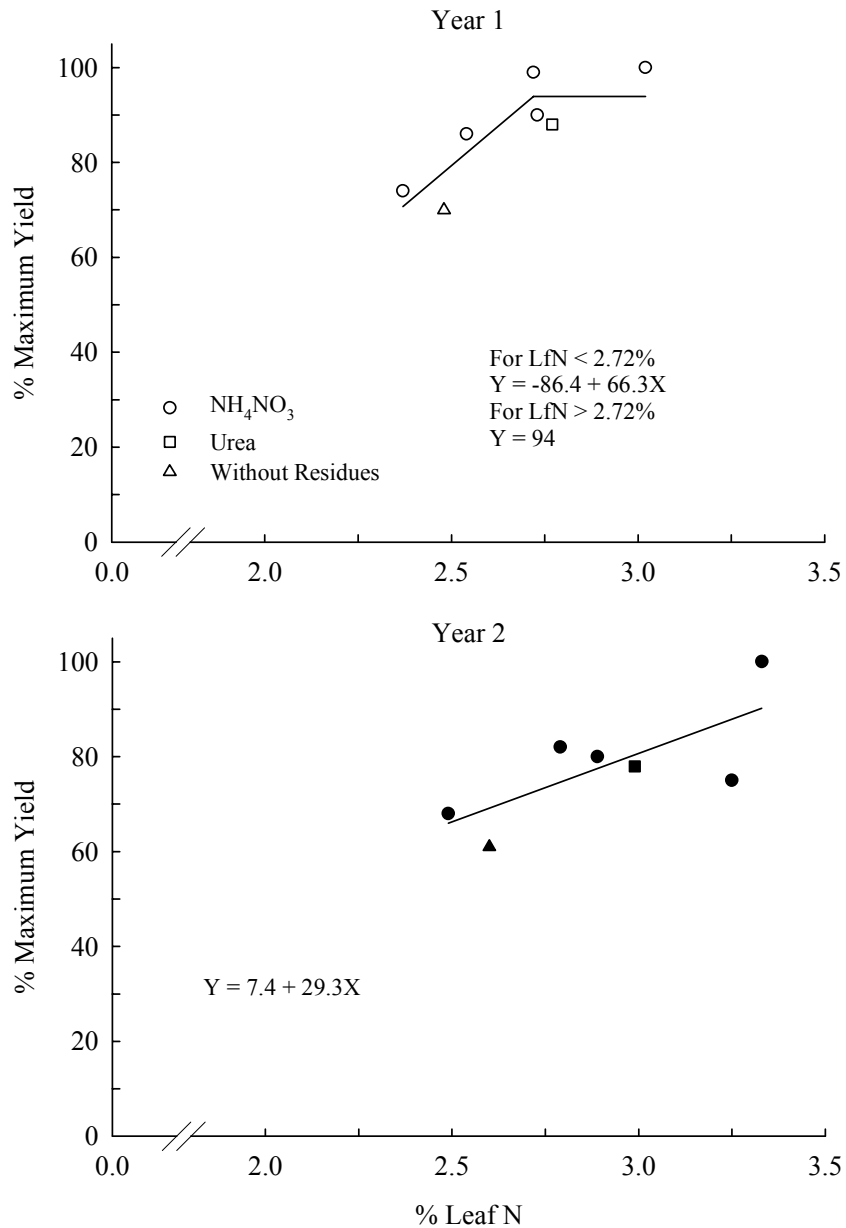 Year 1
100
80
60
40
20
0
% Maximum Yield
For LfN < 2.72%
Y = -86.4 + 66.3X
For LfN > 2.72%
Y = 94
NH₄NO₃
Urea
Without Residues
0.0 2.0 2.5 3.0 3.5
Year 2
100
80
60
40
20
0
% Maximum Yield
Y = 7.4 + 29.3X
0.0 2.0 2.5 3.0 3.5
% Leaf N